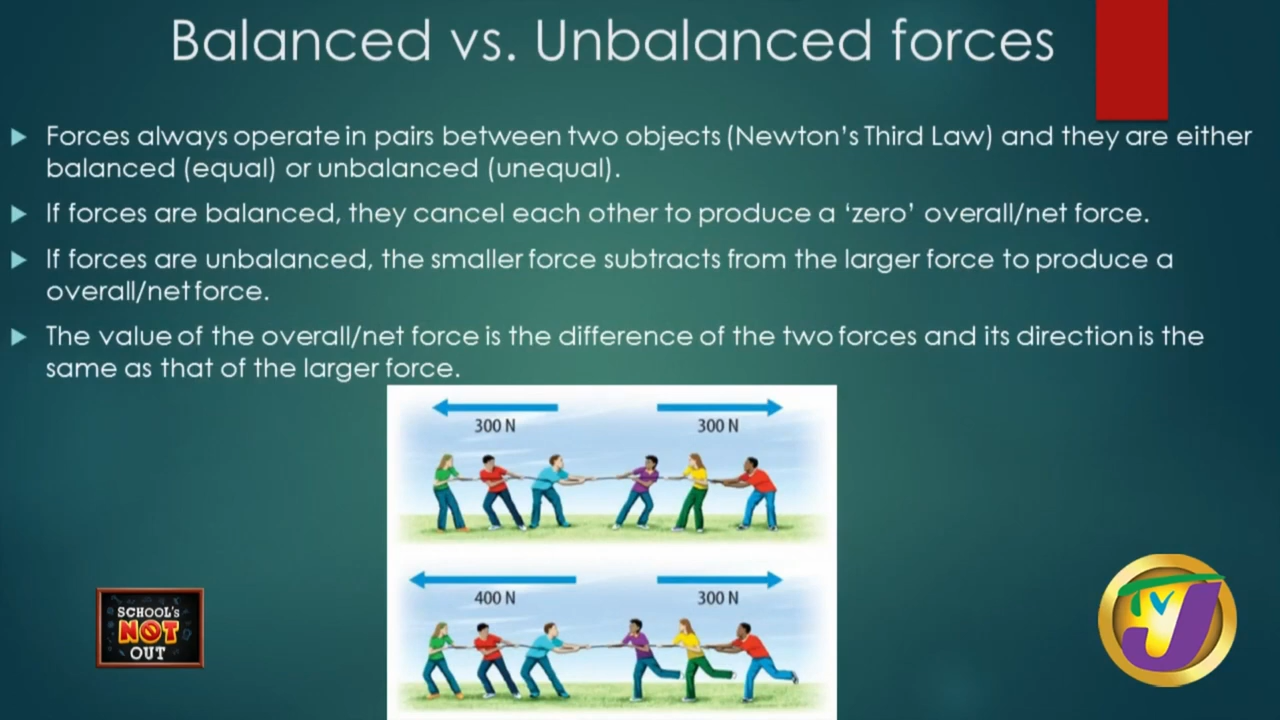 Balanced vs. Unbalanced forces
Forces always operate in pairs between two objects (Newton's Third Law) and they are either
balanced (equal) or unbalanced (unequal).
If forces are balanced, they cancel each other to produce a 'zero' overall/net force.
If forces are unbalanced, the smaller force subtracts from the larger force to produce a
overall/net force.
The value of the overall/net force is the difference of the two forces and its direction is the
same as that of the larger force.
300 N 300 N
400 N 300 N
SCHOOL's
NOT
OUT
TVJ